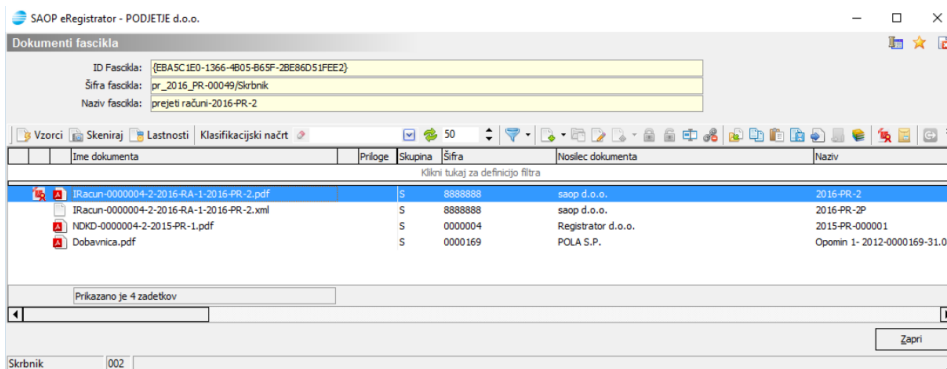 SAOP eRegistrator - PODJETJE d.o.o.
Dokumenti fascikla
ID Fascikla: {EBA5C1E0-1366-4B05-B65F-2BE86D51FEE2}
Šifra fascikla: pr_2016_PR-00049/Skrbnik
Naziv fascikla: prejeti računi-2016-PR-2
Vzorci Skeniraj Lastnosti Klasifikacijski načrt 50
Ime dokumenta Priloge Skupina Šifra Nosilec dokumenta Naziv
Klikni tukaj za definicijo filtra
IRacun-0000004-2-2016-RA-1-2016-PR-2.pdf S 8888888 saop d.o.o. 2016-PR-2
IRacun-0000004-2-2016-RA-1-2016-PR-2.xml S 8888888 saop d.o.o. 2016-PR-2P
NDKD-0000004-2-2015-PR-1.pdf S 0000004 Registrator d.o.o. 2015-PR-000001
Dobavnica.pdf S 0000169 POLA S.P. Opomin 1- 2012-0000169-31.0
Prikazano je 4 zadetkov
Zapri
Skrbnik 002